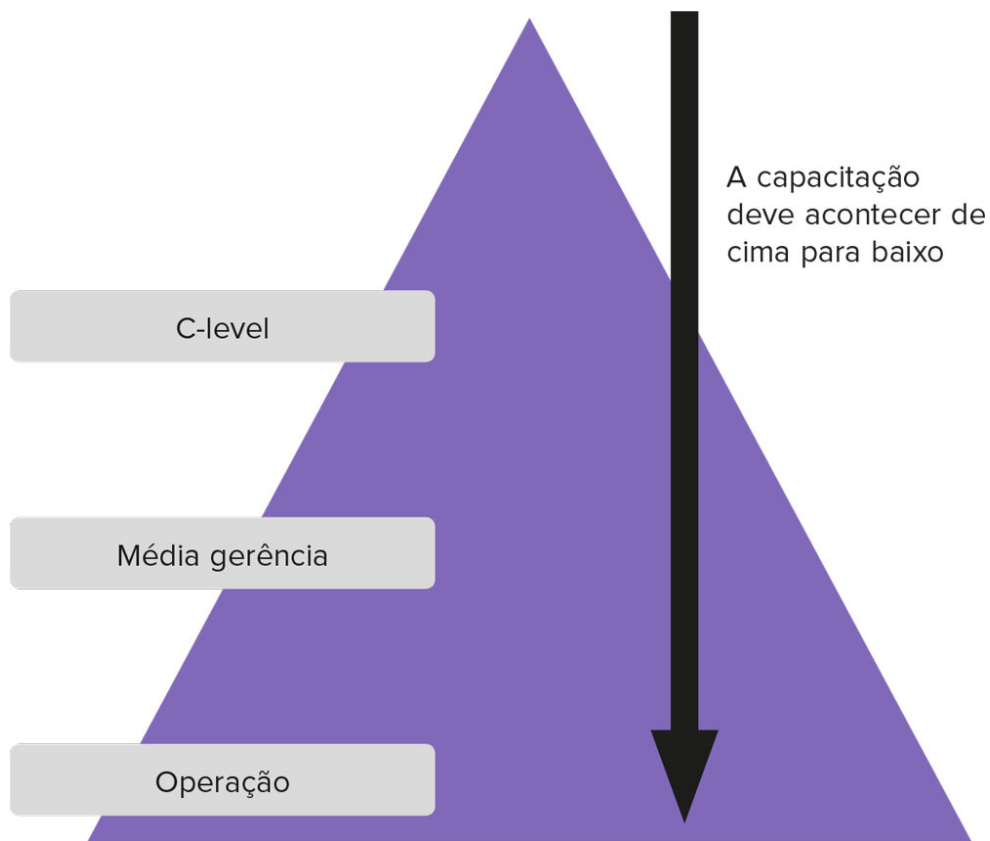 A capacitação
deve acontecer de
cima para baixo
C-level
Média gerência
Operação